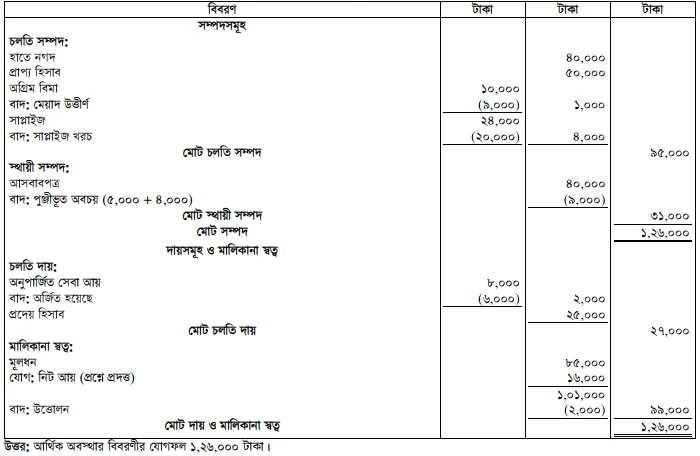 বিবরণ টাকা টাকা টাকা
সম্পদসমূহ
চলতি সম্পদ:
হাতে নগদ ৪০,০০০
প্রাপ্য হিসাব ৫০,০০০
অগ্রিম বিমা ১০,০০০
বাদ: মেয়াদ উত্তীর্ণ (৯,০০০) ১,০০০
সাপ্লাইজ ২৪,০০০
বাদ: সাপ্লাইজ খরচ (২০,০০০) ৪,০০০
মোট চলতি সম্পদ ৯৫,০০০
স্থায়ী সম্পদ:
আসবাবপত্র ৪০,০০০
বাদ: পুঞ্জীভূত অবচয় (৫,০০০ + ৪,০০০) (৯,০০০)
মোট স্থায়ী সম্পদ ৩১,০০০
মোট সম্পদ ১,২৬,০০০
দায়সমূহ ও মালিকানা স্বত্ব
চলতি দায়:
অনুপার্জিত সেবা আয় ৮,০০০
বাদ: অর্জিত হয়েছে (৬,০০০) ২,০০০
প্রদেয় হিসাব ২৫,০০০
মোট চলতি দায় ২৭,০০০
মালিকানা স্বত্ব:
মূলধন ৮৫,০০০
যোগ: নিট আয় (প্রশ্নে প্রদত্ত) ১৬,০০০
১,০১,০০০
বাদ: উত্তোলন (২,০০০) ৯৯,০০০
মোট দায় ও মালিকানা স্বত্ব ১,২৬,০০০
উত্তর: আর্থিক অবস্থার বিবরণীর যোগফল ১,২৬,০০০ টাকা।